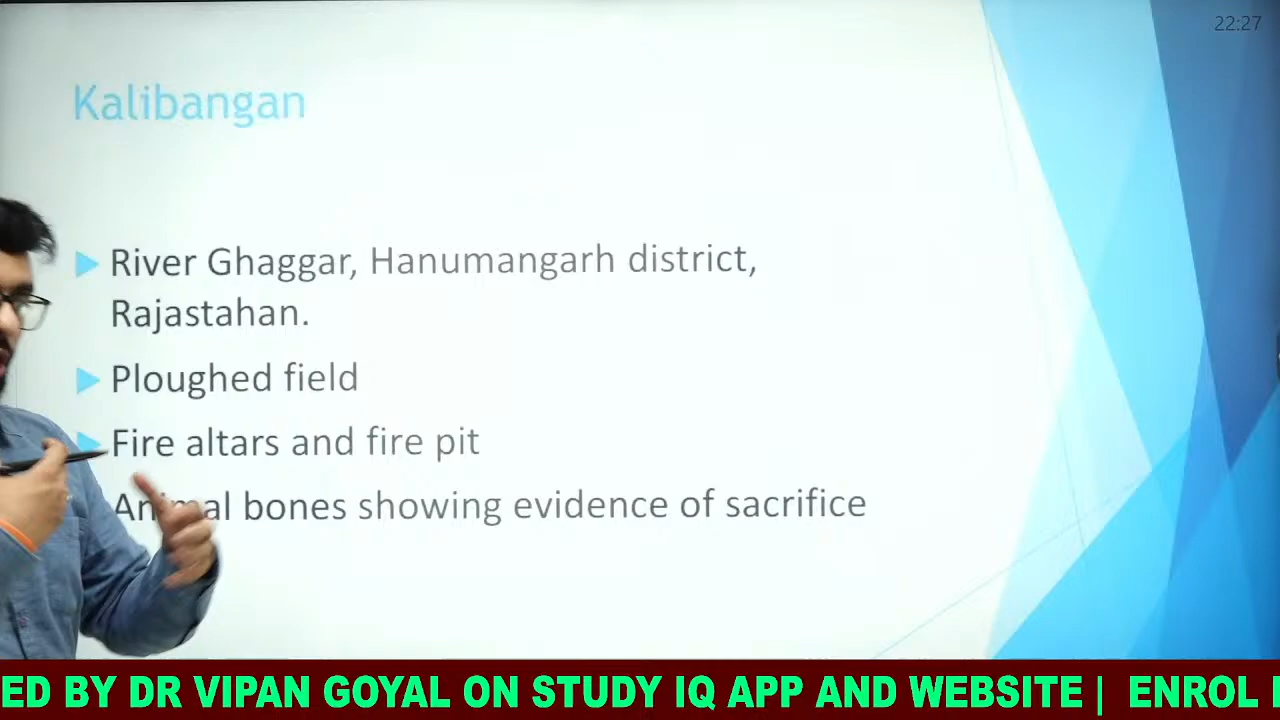 22:27
Kalibangan
River Ghaggar, Hanumangarh district,
Rajastahan.
Ploughed field
Fire altars and fire pit
Animal bones showing evidence of sacrifice
ED BY DR VIPAN GOYAL ON STUDY IQ APP AND WEBSITE | ENROL